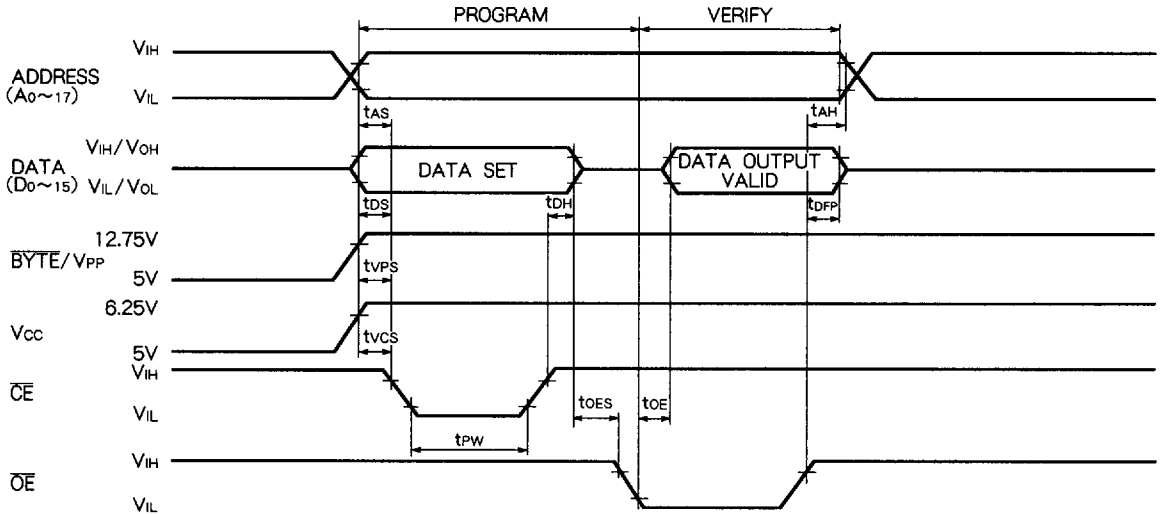 PROGRAM VERIFY
VIH
ADDRESS
(A0~17)
VIL
tAS tAH
VIH/VOH
DATA
(D0~15)
VIL/VOL
DATA SET
DATA OUTPUT
VALID
tDS tDH tDFP
12.75V
BYTE/VPP
5V
tVPS
6.25V
VCC
5V
tVCS
VIH
CE
VIL
tOES tOE
tPW
VIH
OE
VIL